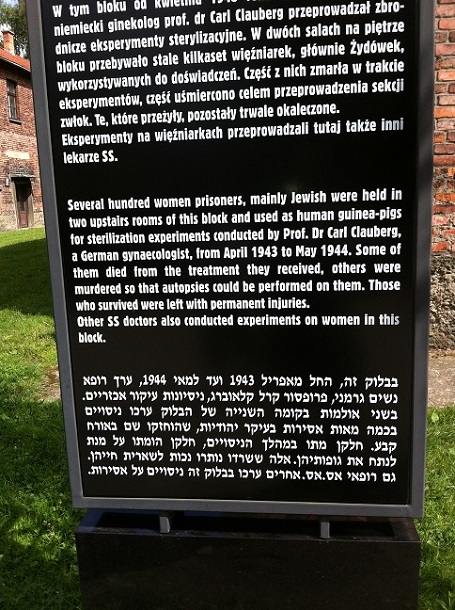 W tym bloku od kwietnia 1943
niemiecki ginekolog prof. dr Carl Clauberg przeprowadzał zbro-
dnicze eksperymenty sterylizacyjne. W dwóch salach na piętrze
bloku przebywało stale kilkaset więźniarek, głównie Żydówek,
wykorzystywanych do doświadczeń. Część z nich zmarła w trakcie
eksperymentów, część uśmiercono celem przeprowadzenia sekcji
zwłok. Te, które przeżyły, pozostały trwale okaleczone.
Eksperymenty na więźniarkach przeprowadzali tutaj także inni
lekarze SS.
Several hundred women prisoners, mainly Jewish were held in
two upstairs rooms of this block and used as human guinea-pigs
for sterilization experiments conducted by Prof. Dr Carl Clauberg,
a German gynaecologist, from April 1943 to May 1944. Some of
them died from the treatment they received, others were
murdered so that autopsies could be performed on them. Those
who survived were left with permanent injuries.
Other SS doctors also conducted experiments on women in this
block.
בבלוק זה, החל מאפריל 1943 ועד למאי 1944, ערך רופא
נשים גרמני, פרופסור קרל קלאוברג, ניסיונות עיקור אכזריים.
בשני אולמות בקומה השנייה של הבלוק ערכו ניסויים
בכמה מאות אסירות בעיקר יהודיות, שהוחזקו שם באורח
קבע. חלקן מתו במהלך הניסויים, חלקן הומתו על מנת
לנתח את גופותיהן. אלה ששרדו נותרו נכות לשארית חייהן.
גם רופאי אס.אס. אחרים ערכו בבלוק זה ניסויים על אסירות.